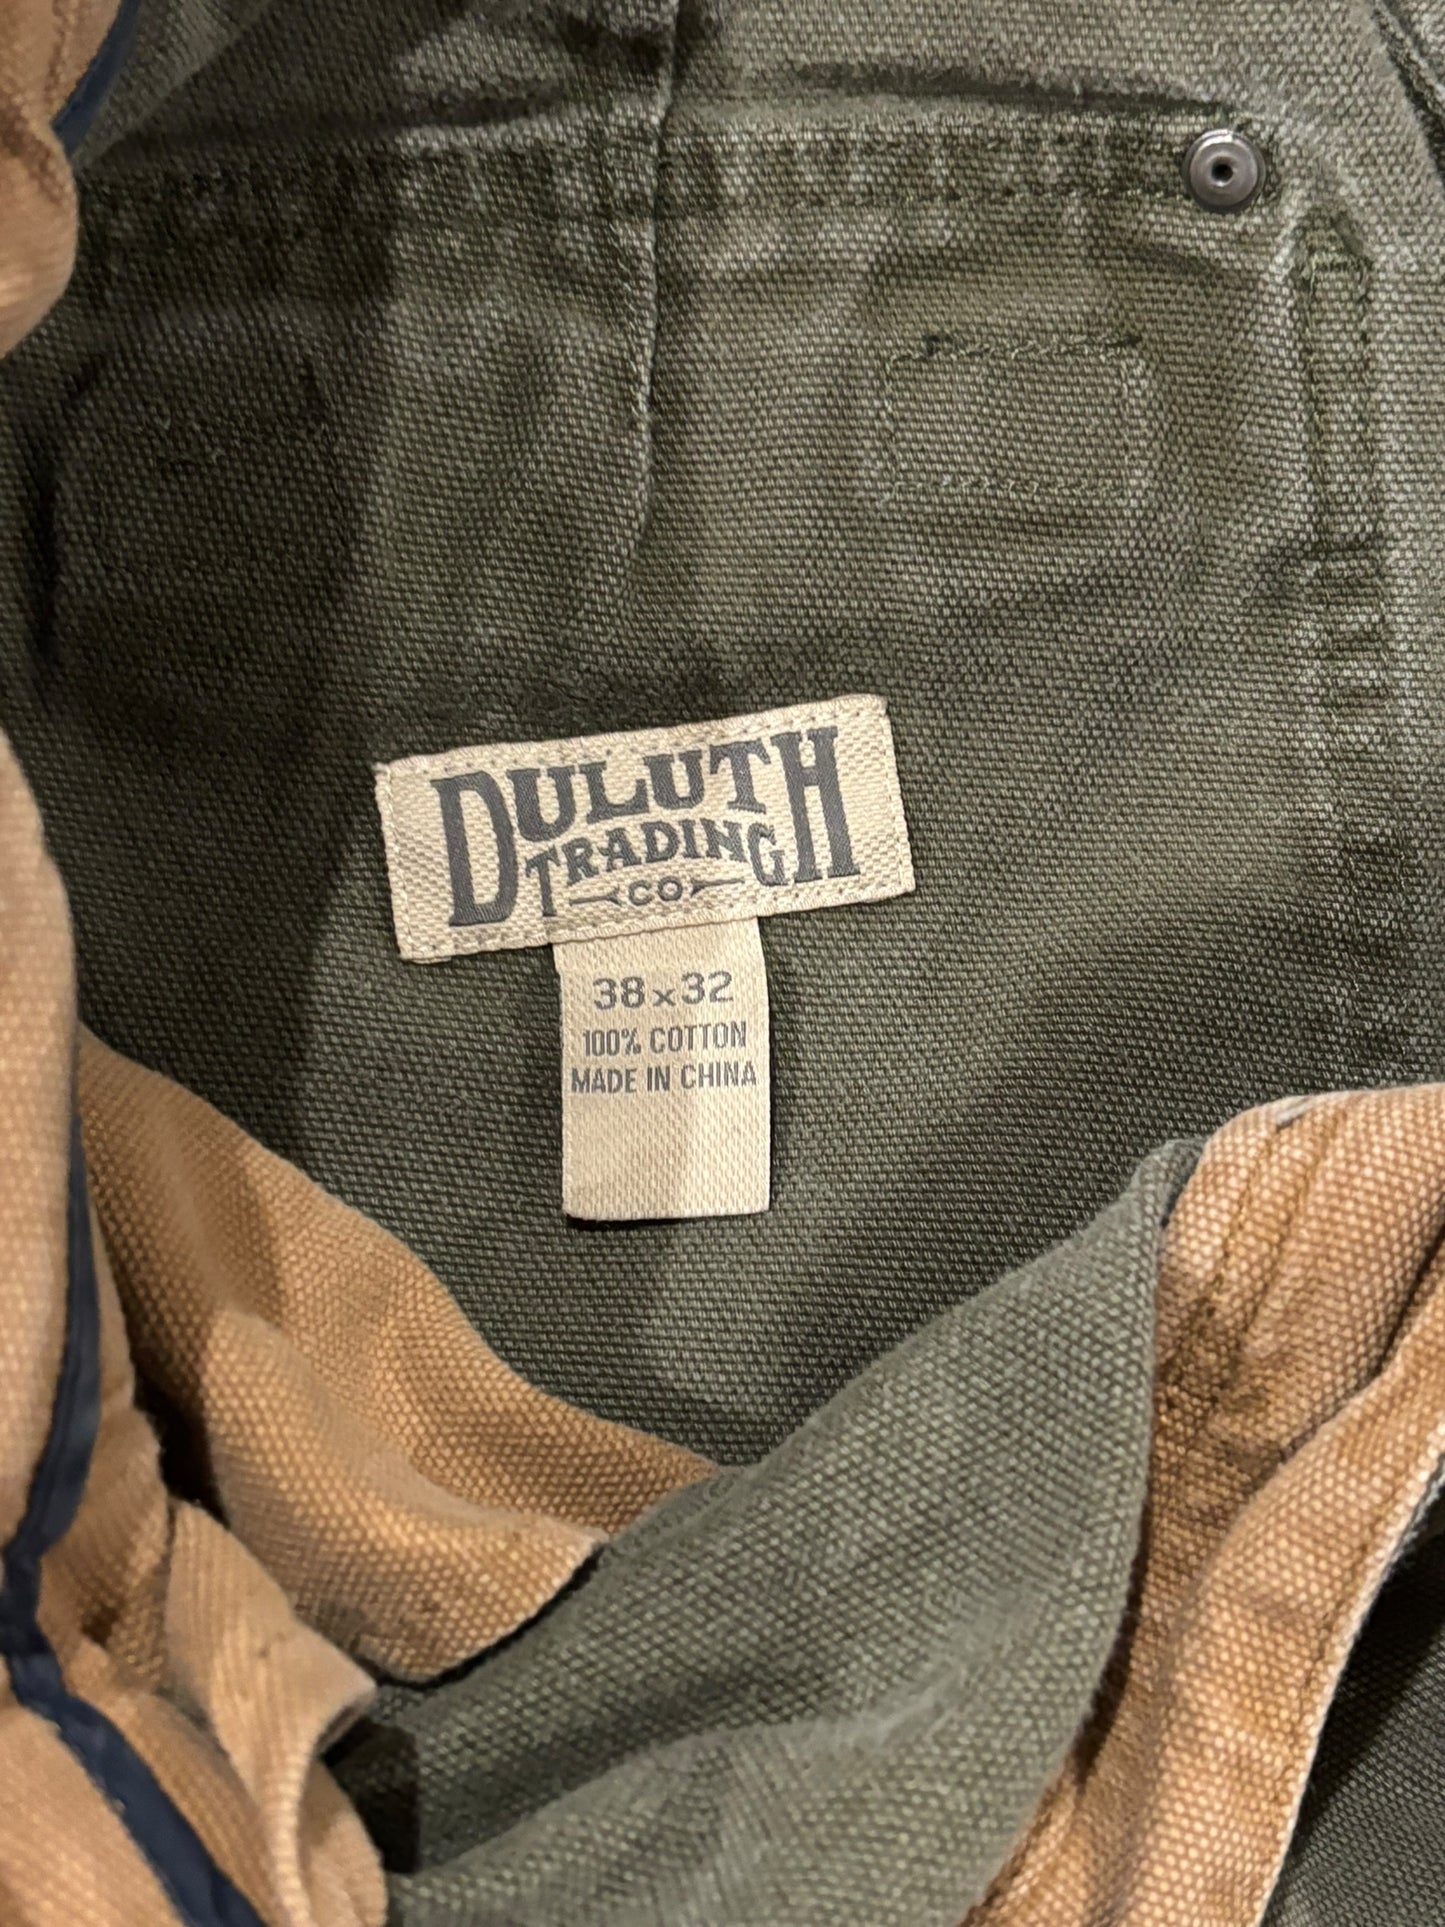 DULUTH
TRADING
CO
38x32
100% COTTON
MADE IN CHINA